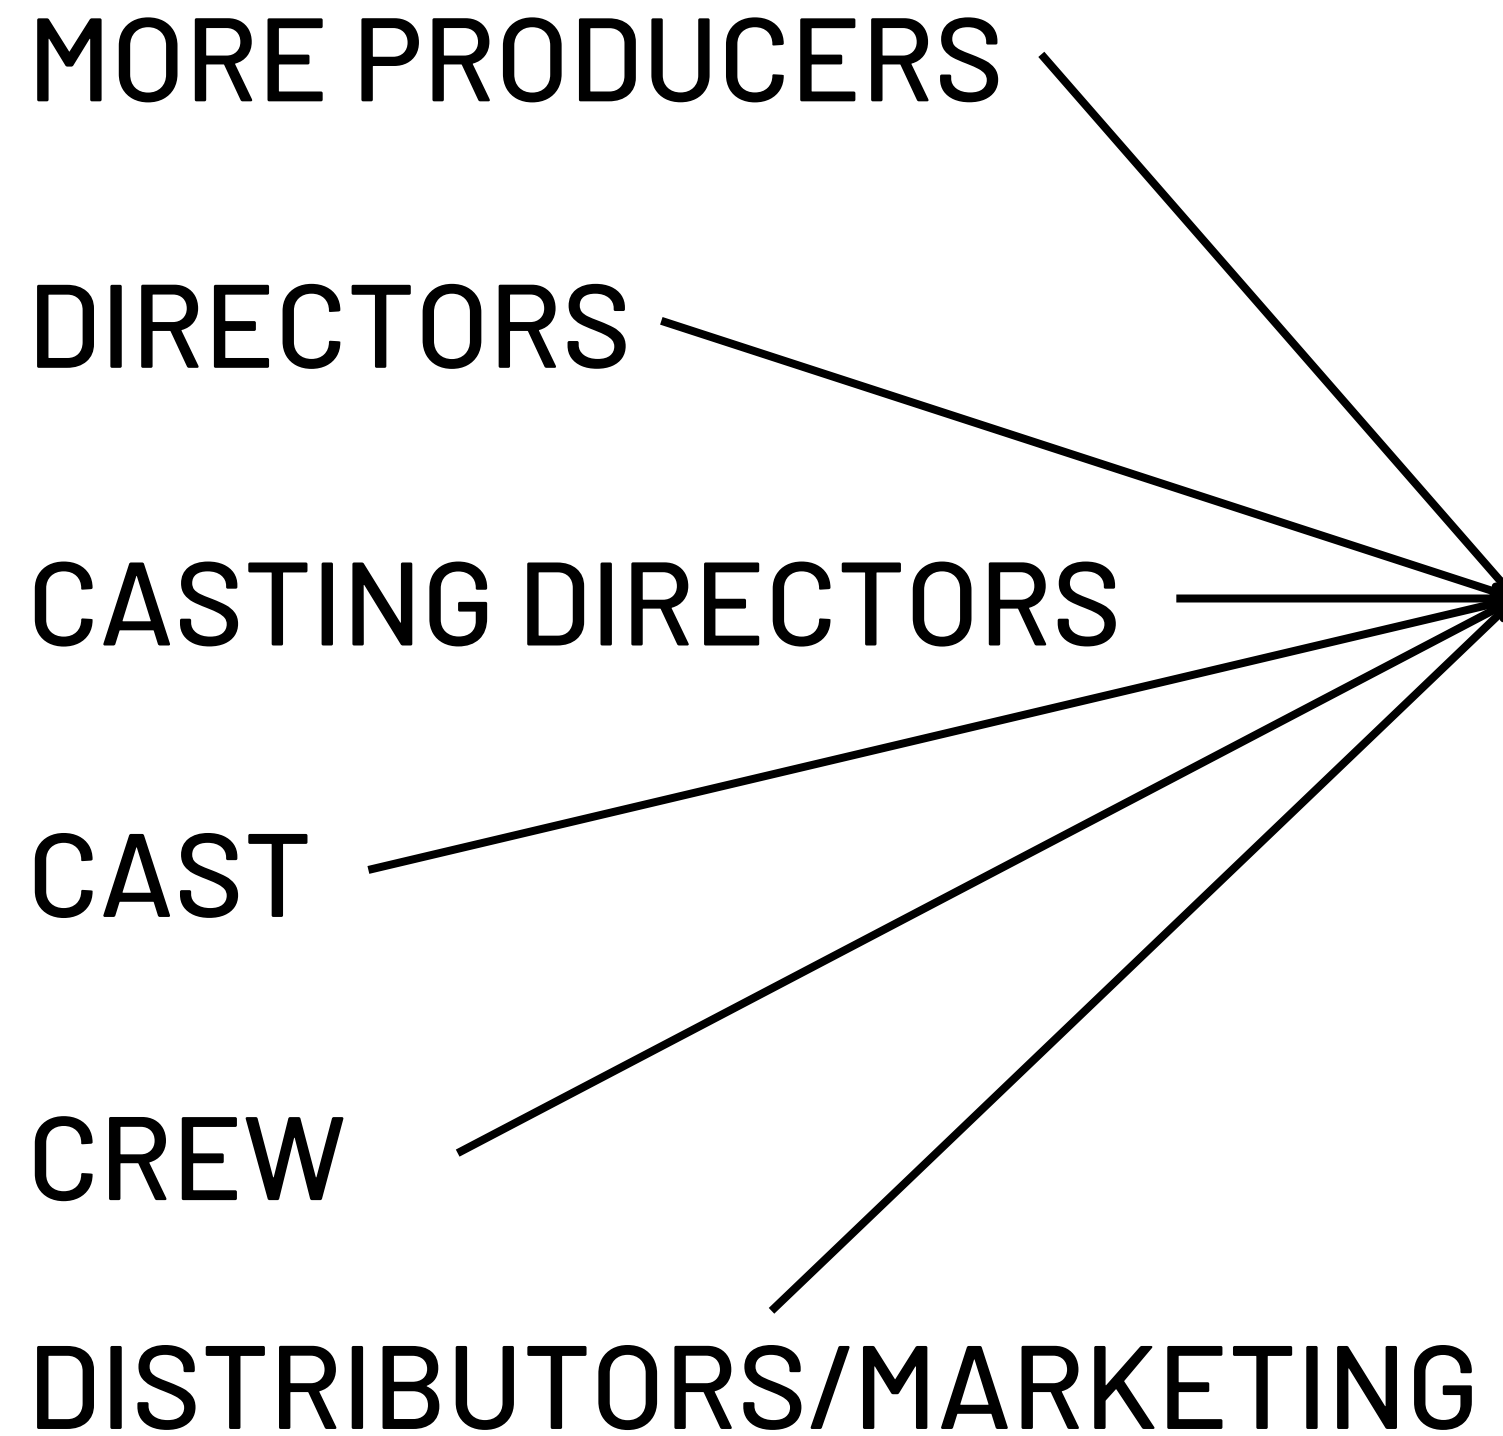 MORE PRODUCERS
DIRECTORS
CASTING DIRECTORS
CAST
CREW
DISTRIBUTORS/MARKETING